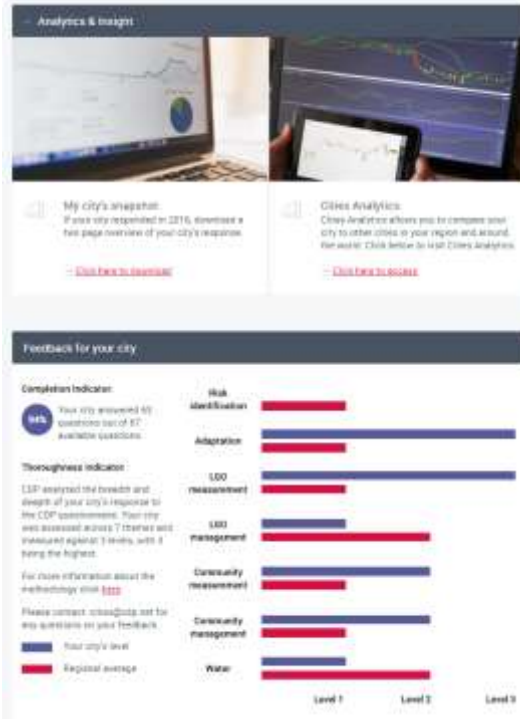 Analytics & Insight
My city's snapshot
If your city responded in 2016, download a
two page overview of your city's response.
Click here to download
Cities Analytics
Cities Analytics allows you to compare your
city to other cities in your region and around
the world. Click below to visit Cities Analytics.
Click here to access
Feedback for your city
Completion Indicator:
Your city answered
questions out of
available questions.
Thoroughness Indicator:
CDP analyzed the breadth and
depth of your city's response to
the CDP questionnaire. Your city
was assessed across 7 themes and
measured against 3 levels, with 3
being the highest.
For more information about the
methodology click here
Please contact for
any questions on your feedback.
Your city's level
Regional average
Risk
identification
Adaptation
LGO
measurement
LGO
management
Community
measurement
Community
management
Water
Level 1
Level 2
Level 3